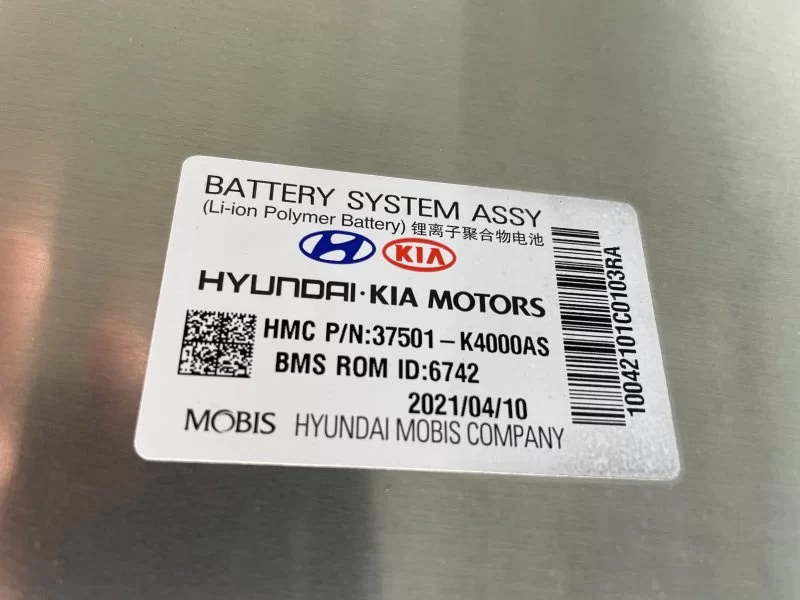 BATTERY SYSTEM ASSY
(Li-ion Polymer Battery) 锂离子聚合物电池
KIA
HYUNDAI·KIA MOTORS
HMC P/N:37501-K4000AS
BMS ROM ID:6742
2021/04/10
MOBIS HYUNDAI MOBIS COMPANY
10042101C0103RA